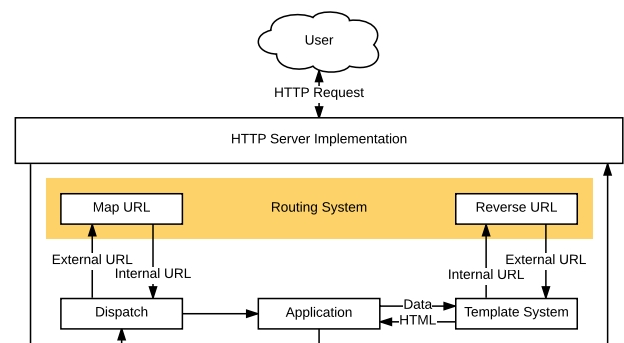 User
HTTP Request
HTTP Server Implementation
Map URL
Routing System
Reverse URL
External URL
Internal URL
External URL
Internal URL
Dispatch
Application
Data
HTML
Template System